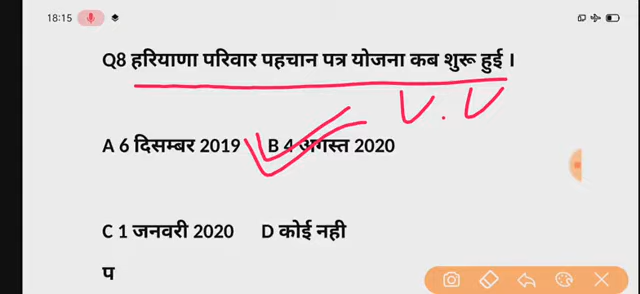 18:15
Q8 हरियाणा परिवार पहचान पत्र योजना कब शुरू हुई ।
V. V
A 6 दिसम्बर 2019 B 4 अगस्त 2020
C 1 जनवरी 2020 D कोई नही
प